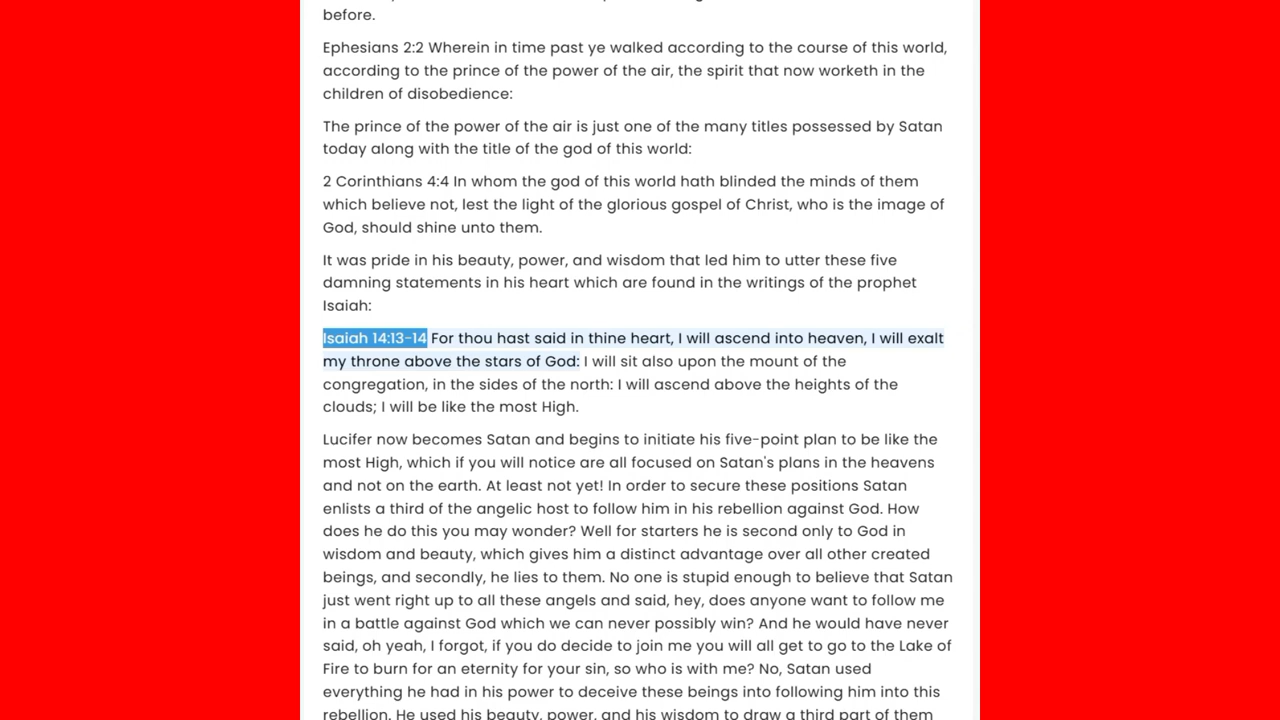 before.
Ephesians 2:2 Wherein in time past ye walked according to the course of this world,
according to the prince of the power of the air, the spirit that now worketh in the
children of disobedience:
The prince of the power of the air is just one of the many titles possessed by Satan
today along with the title of the god of this world:
2 Corinthians 4:4 In whom the god of this world hath blinded the minds of them
which believe not, lest the light of the glorious gospel of Christ, who is the image of
God, should shine unto them.
It was pride in his beauty, power, and wisdom that led him to utter these five
damning statements in his heart which are found in the writings of the prophet
Isaiah:
Isaiah 14:13-14 For thou hast said in thine heart, I will ascend into heaven, I will exalt
my throne above the stars of God: I will sit also upon the mount of the
congregation, in the sides of the north: I will ascend above the heights of the
clouds; I will be like the most High.
Lucifer now becomes Satan and begins to initiate his five-point plan to be like the
most High, which if you will notice are all focused on Satan's plans in the heavens
and not on the earth. At least not yet! In order to secure these positions Satan
enlists a third of the angelic host to follow him in his rebellion against God. How
does he do this you may wonder? Well for starters he is second only to God in
wisdom and beauty, which gives him a distinct advantage over all other created
beings, and secondly, he lies to them. No one is stupid enough to believe that Satan
just went right up to all these angels and said, hey, does anyone want to follow me
in a battle against God which we can never possibly win? And he would have never
said, oh yeah, I forgot, if you do decide to join me you will all get to go to the Lake of
Fire to burn for an eternity for your sin, so who is with me? No, Satan used
everything he had in his power to deceive these beings into following him into this
rebellion. He used his beauty, power, and his wisdom to draw a third part of them